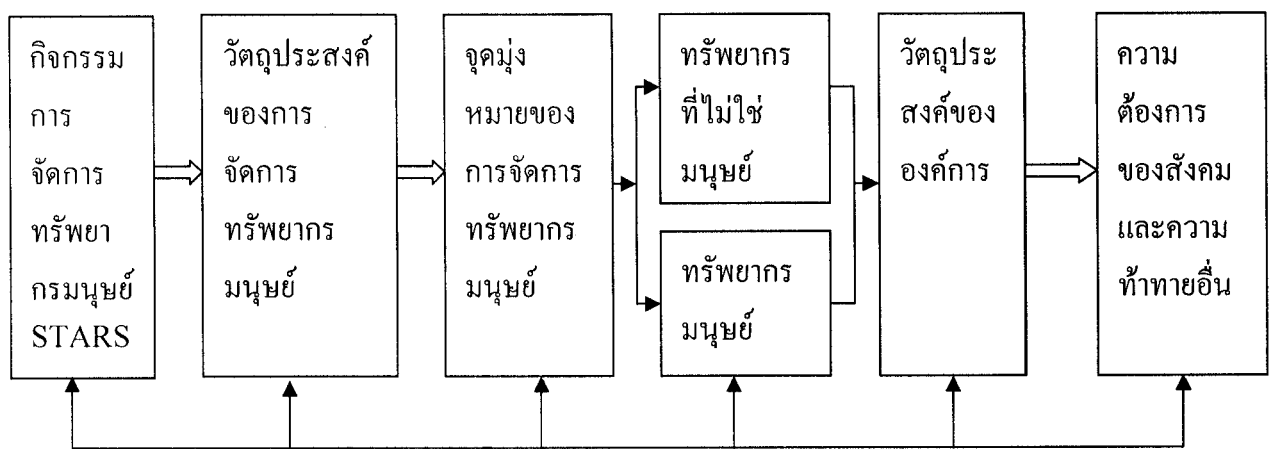 กิจกรรม
การ
จัดการ
ทรัพยา
กรมนุษย์
STARS
วัตถุประสงค์
ของการ
จัดการ
ทรัพยากร
มนุษย์
จุดมุ่ง
หมายของ
การจัดการ
ทรัพยากร
มนุษย์
ทรัพยากร
ที่ไม่ใช่
มนุษย์
ทรัพยากร
มนุษย์
วัตถุประ
สงค์ของ
องค์การ
ความ
ต้องการ
ของสังคม
และความ
ท้าทายอื่น